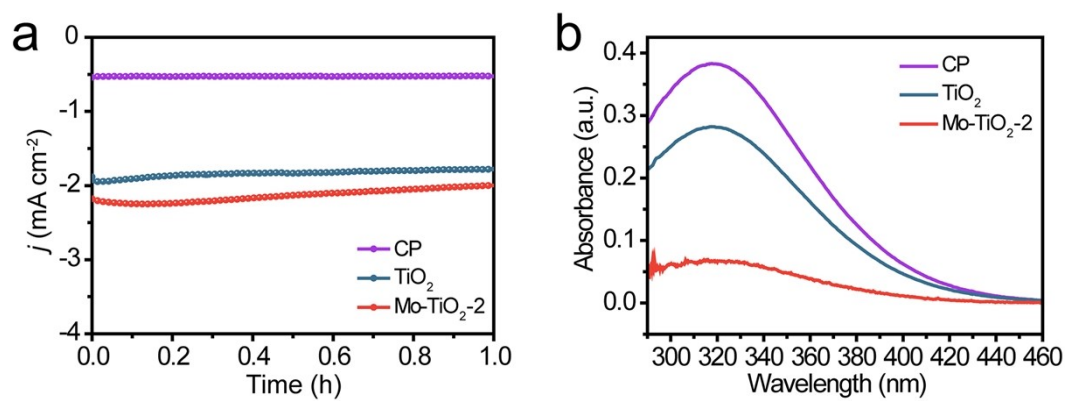 a
0
-1
-2
-3
-4
j (mA cm⁻²)
CP
TiO₂
Mo-TiO₂-2
0.0 0.2 0.4 0.6 0.8 1.0
Time (h)
b
0.4
0.3
0.2
0.1
0.0
Absorbance (a.u.)
CP
TiO₂
Mo-TiO₂-2
300 320 340 360 380 400 420 440 460
Wavelength (nm)